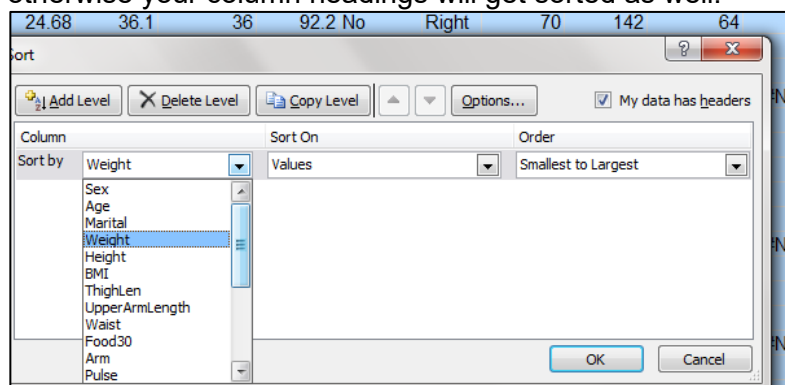 otherwise your column headings will get sorted as well.
24.68 36.1 36 92.2 No Right 70 142 64
Sort
Add Level Delete Level Copy Level Options... My data has headers
Column Sort On Order
Sort by Weight Values Smallest to Largest
Sex
Age
Marital
Weight
Height
BMI
ThighLen
UpperArmLength
Waist
Food30
Arm
Pulse
OK Cancel